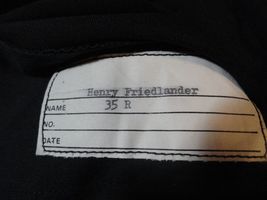 Henry Friedlander
NAME 35 R
NO.
DATE